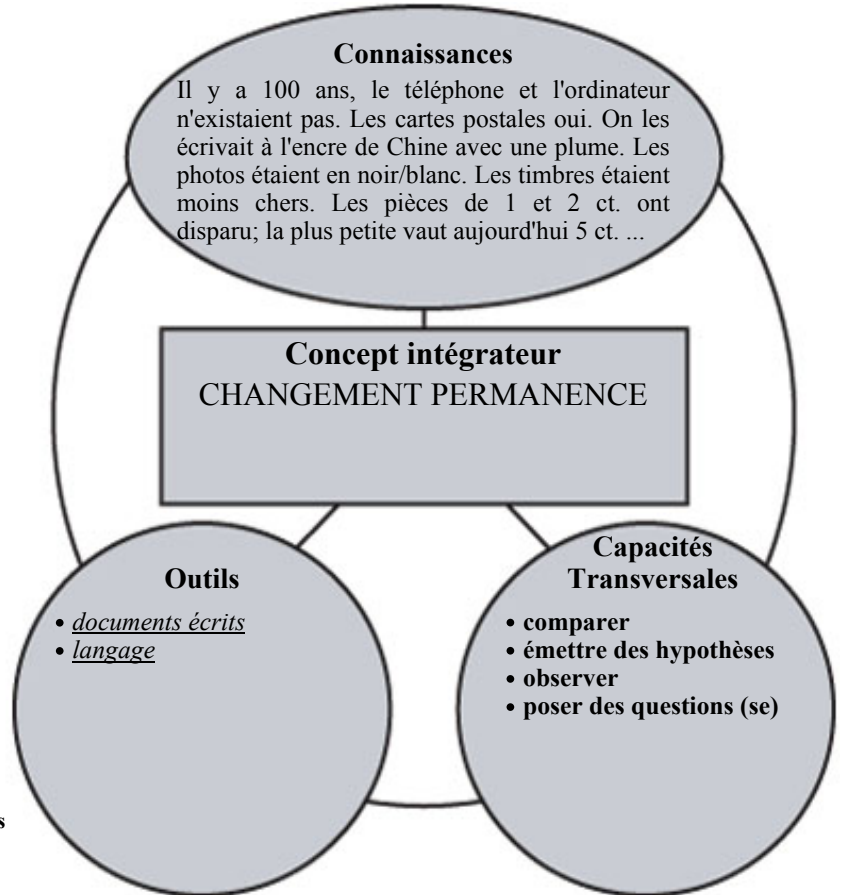 Connaissances
Il y a 100 ans, le téléphone et l'ordinateur
n'existaient pas. Les cartes postales oui. On les
écrivait à l'encre de Chine avec une plume. Les
photos étaient en noir/blanc. Les timbres étaient
moins chers. Les pièces de 1 et 2 ct. ont
disparu; la plus petite vaut aujourd'hui 5 ct. ...
Concept intégrateur
CHANGEMENT PERMANENCE
Outils
• documents écrits
• langage
Capacités
Transversales
• comparer
• émettre des hypothèses
• observer
• poser des questions (se)